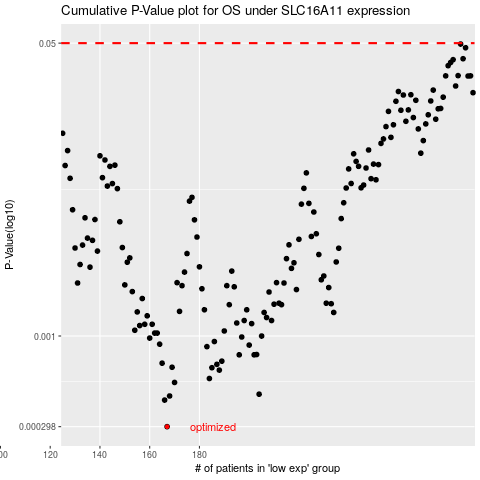 Cumulative P-Value plot for OS under SLC16A11 expression
P-Value(log10)
0.05
0.001
0.000298
optimized
00 120 140 160 180
# of patients in 'low exp' group